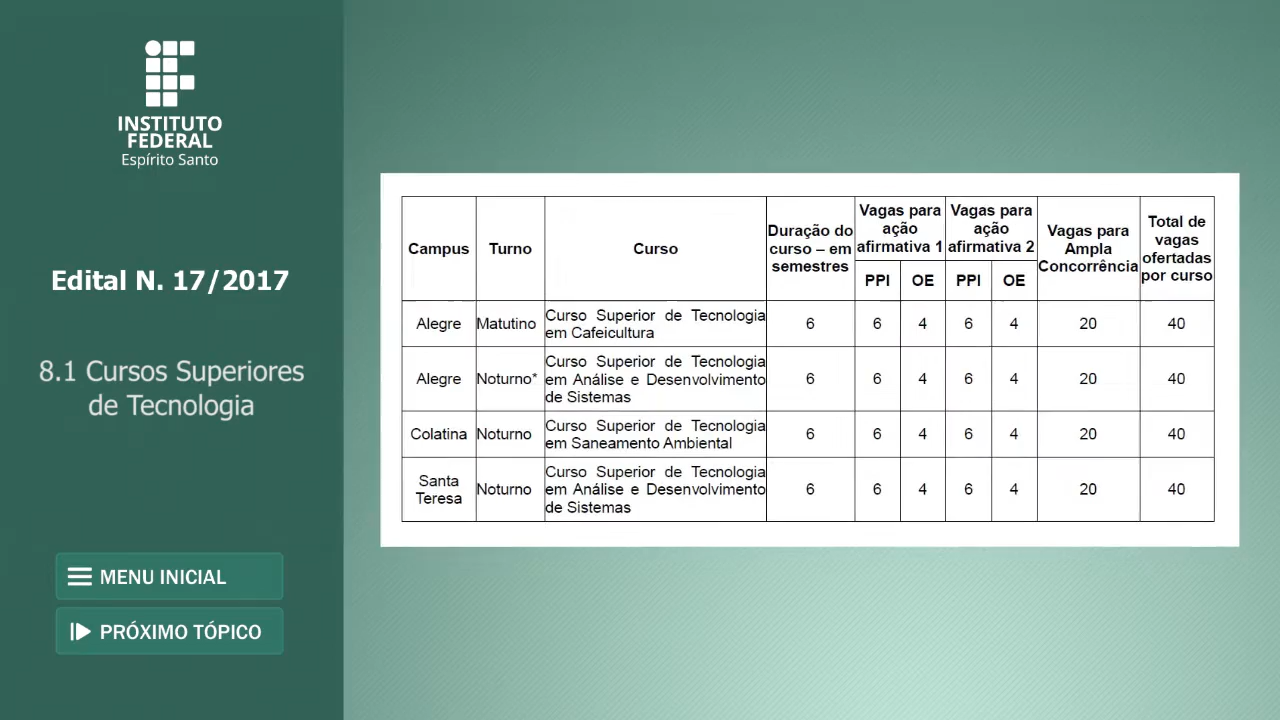 INSTITUTO
FEDERAL
Espírito Santo
Edital N. 17/2017
8.1 Cursos Superiores
de Tecnologia
MENU INICIAL
PRÓXIMO TÓPICO
Campus
Turno
Curso
Duração do
curso – em
semestres
Vagas para
ação
afirmativa 1
Vagas para
ação
afirmativa 2
Vagas para
Ampla
Concorrência
Total de
vagas
ofertadas
por curso
PPI OE PPI OE
Alegre Matutino Curso Superior de Tecnologia
em Cafeicultura 6 6 4 6 4 20 40
Alegre Noturno* Curso Superior de Tecnologia
em Análise e Desenvolvimento
de Sistemas 6 6 4 6 4 20 40
Colatina Noturno Curso Superior de Tecnologia
em Saneamento Ambiental 6 6 4 6 4 20 40
Santa
Teresa Noturno Curso Superior de Tecnologia
em Análise e Desenvolvimento
de Sistemas 6 6 4 6 4 20 40